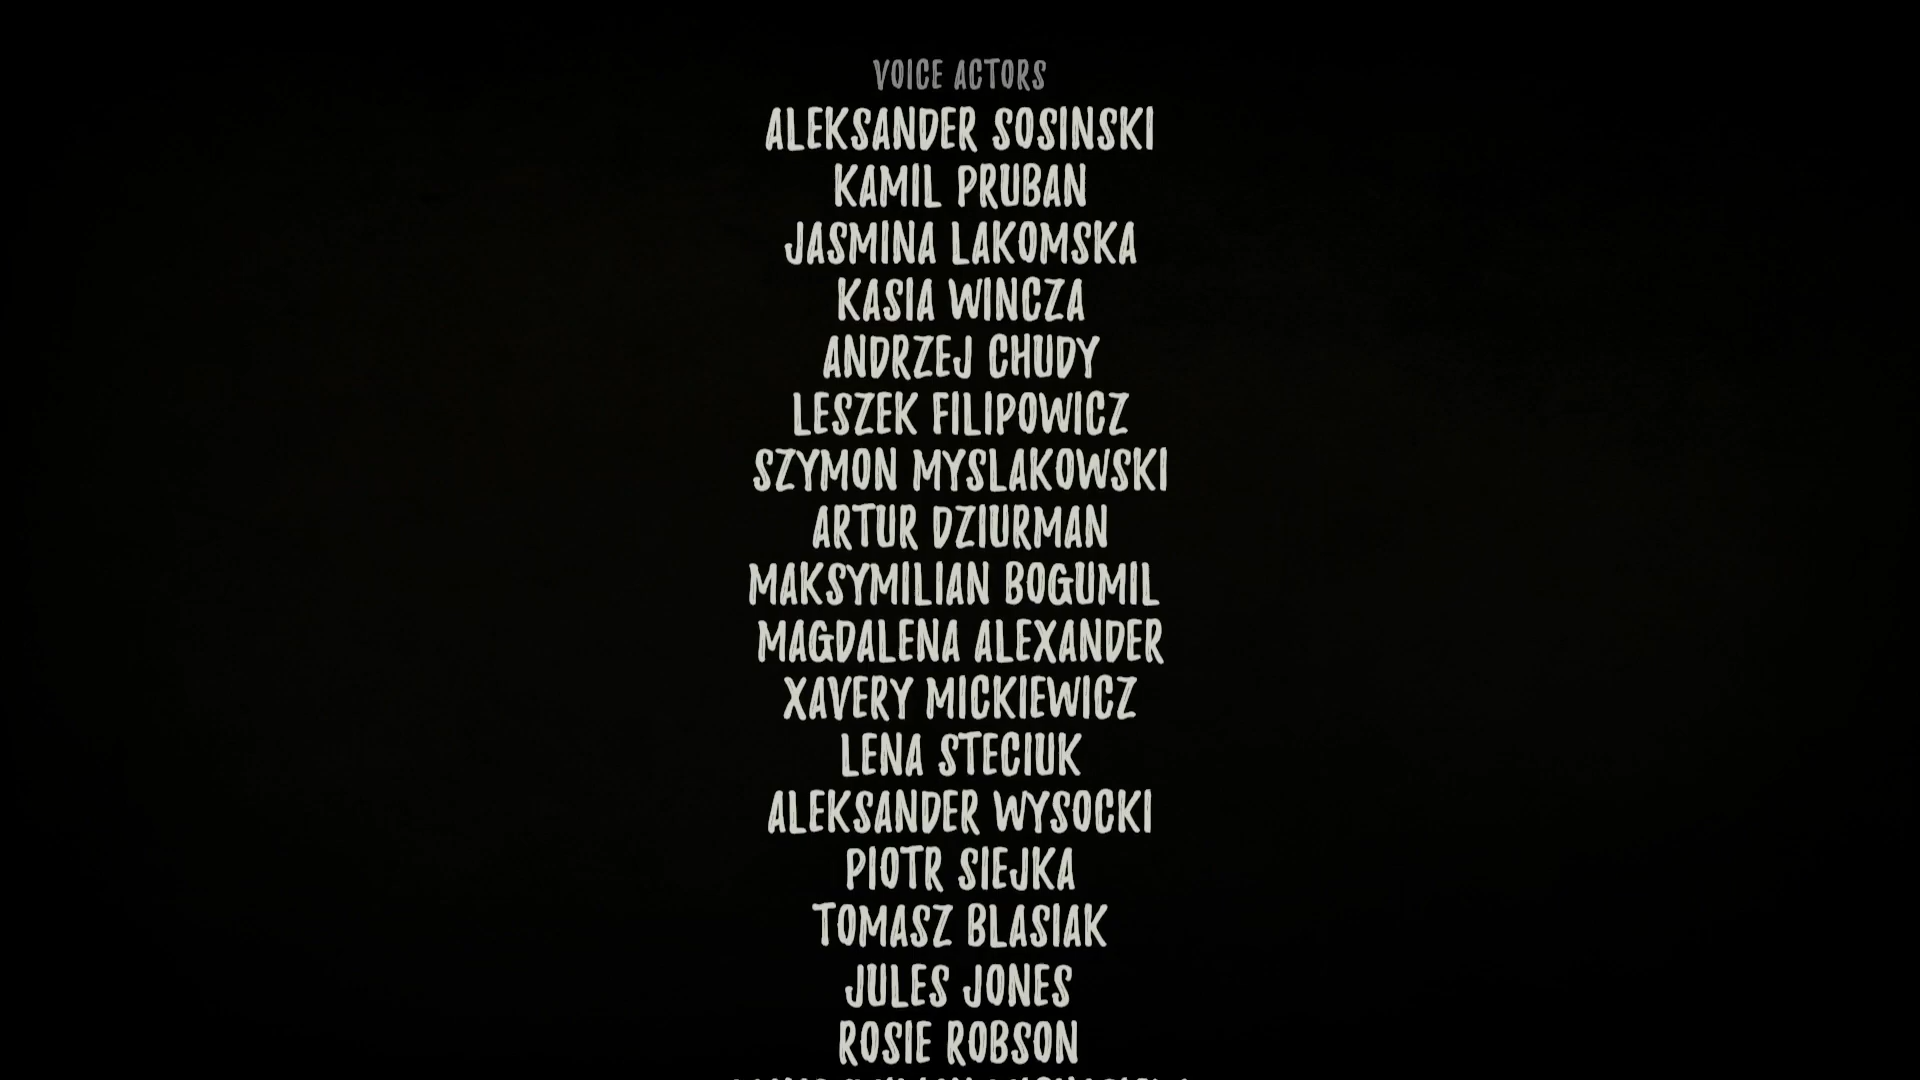 VOICE ACTORS
ALEKSANDER SOSINSKI
KAMIL PRUBAN
JASMINA LAKOMSKA
KASIA WINCZA
ANDRZEJ CHUDY
LESZEK FILIPOWICZ
SZYMON MYSLAKOWSKI
ARTUR DZIURMAN
MAKSYMILIAN BOGUMIL
MAGDALENA ALEXANDER
XAVERY MICKIEWICZ
LENA STECIUK
ALEKSANDER WYSOCKI
PIOTR SIEJKA
TOMASZ BLASIAK
JULES JONES
ROSIE ROBSON